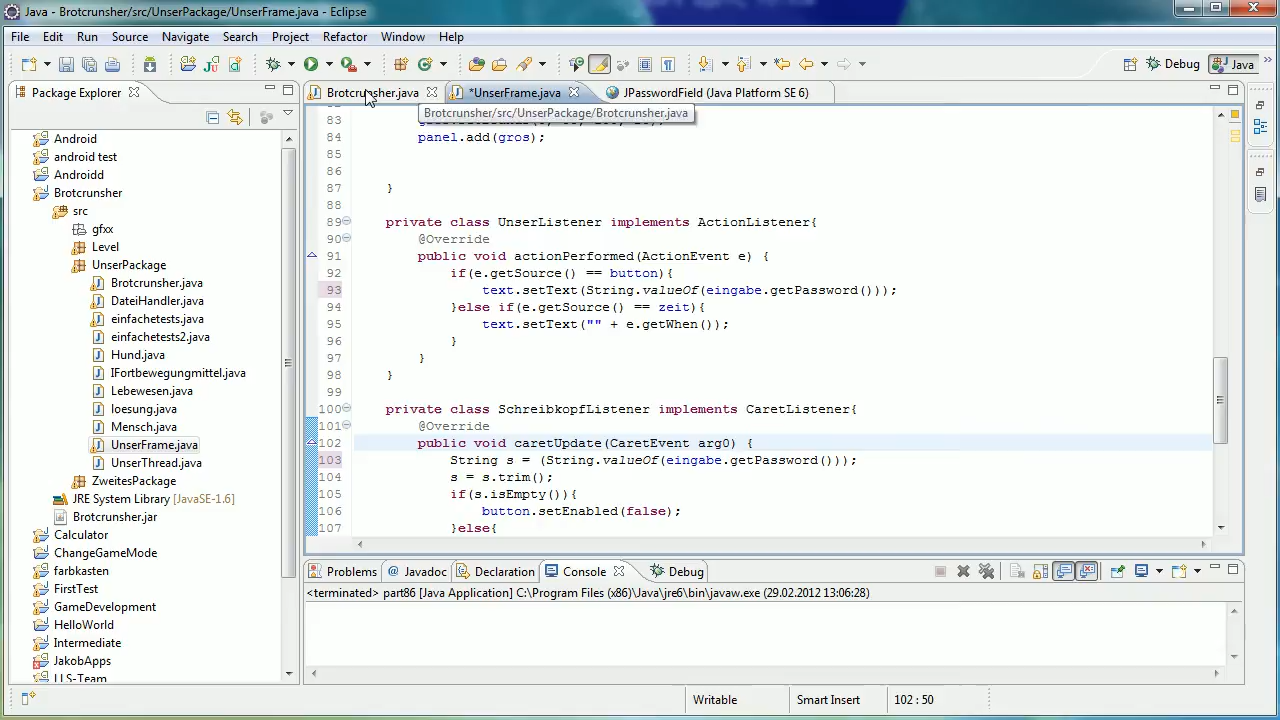 Java - Brotcrunsher/src/UnserPackage/UnserFrame.java - Eclipse
File Edit Run Source Navigate Search Project Refactor Window Help
Debug Java
Package Explorer
Brotcrunsher.java *UnserFrame.java JPasswordField (Java Platform SE 6)
Brotcrunsher/src/UnserPackage/Brotcrunsher.java
Android
android test
Androidd
Brotcrunsher
src
gfxx
Level
UnserPackage
Brotcrunsher.java
DateiHandler.java
einfachetests.java
einfachetests2.java
Hund.java
IFortbewegungmittel.java
Lebewesen.java
loesung.java
Mensch.java
UnserFrame.java
UnserThread.java
ZweitesPackage
JRE System Library [JavaSE-1.6]
Brotcrunsher.jar
Calculator
ChangeGameMode
farbkasten
FirstTest
GameDevelopment
HelloWorld
Intermediate
JakobApps
LLS-Team
83
84 panel.add(gros);
85
86
87 }
88
89 private class UnserListener implements ActionListener{
90 @Override
91 public void actionPerformed(ActionEvent e) {
92 if(e.getSource() == button){
93 text.setText(String.valueOf(eingabe.getPassword()));
94 }else if(e.getSource() == zeit){
95 text.setText("" + e.getWhen());
96 }
97 }
98 }
99
100 private class SchreibkopfListener implements CaretListener{
101 @Override
102 public void caretUpdate(CaretEvent arg0) {
103 String s = (String.valueOf(eingabe.getPassword()));
104 s = s.trim();
105 if(s.isEmpty()){
106 button.setEnabled(false);
107 }else{
Problems @ Javadoc Declaration Console Debug
<terminated> part86 [Java Application] C:\Program Files (x86)\Java\jre6\bin\javaw.exe (29.02.2012 13:06:28)
Writable Smart Insert 102 : 50